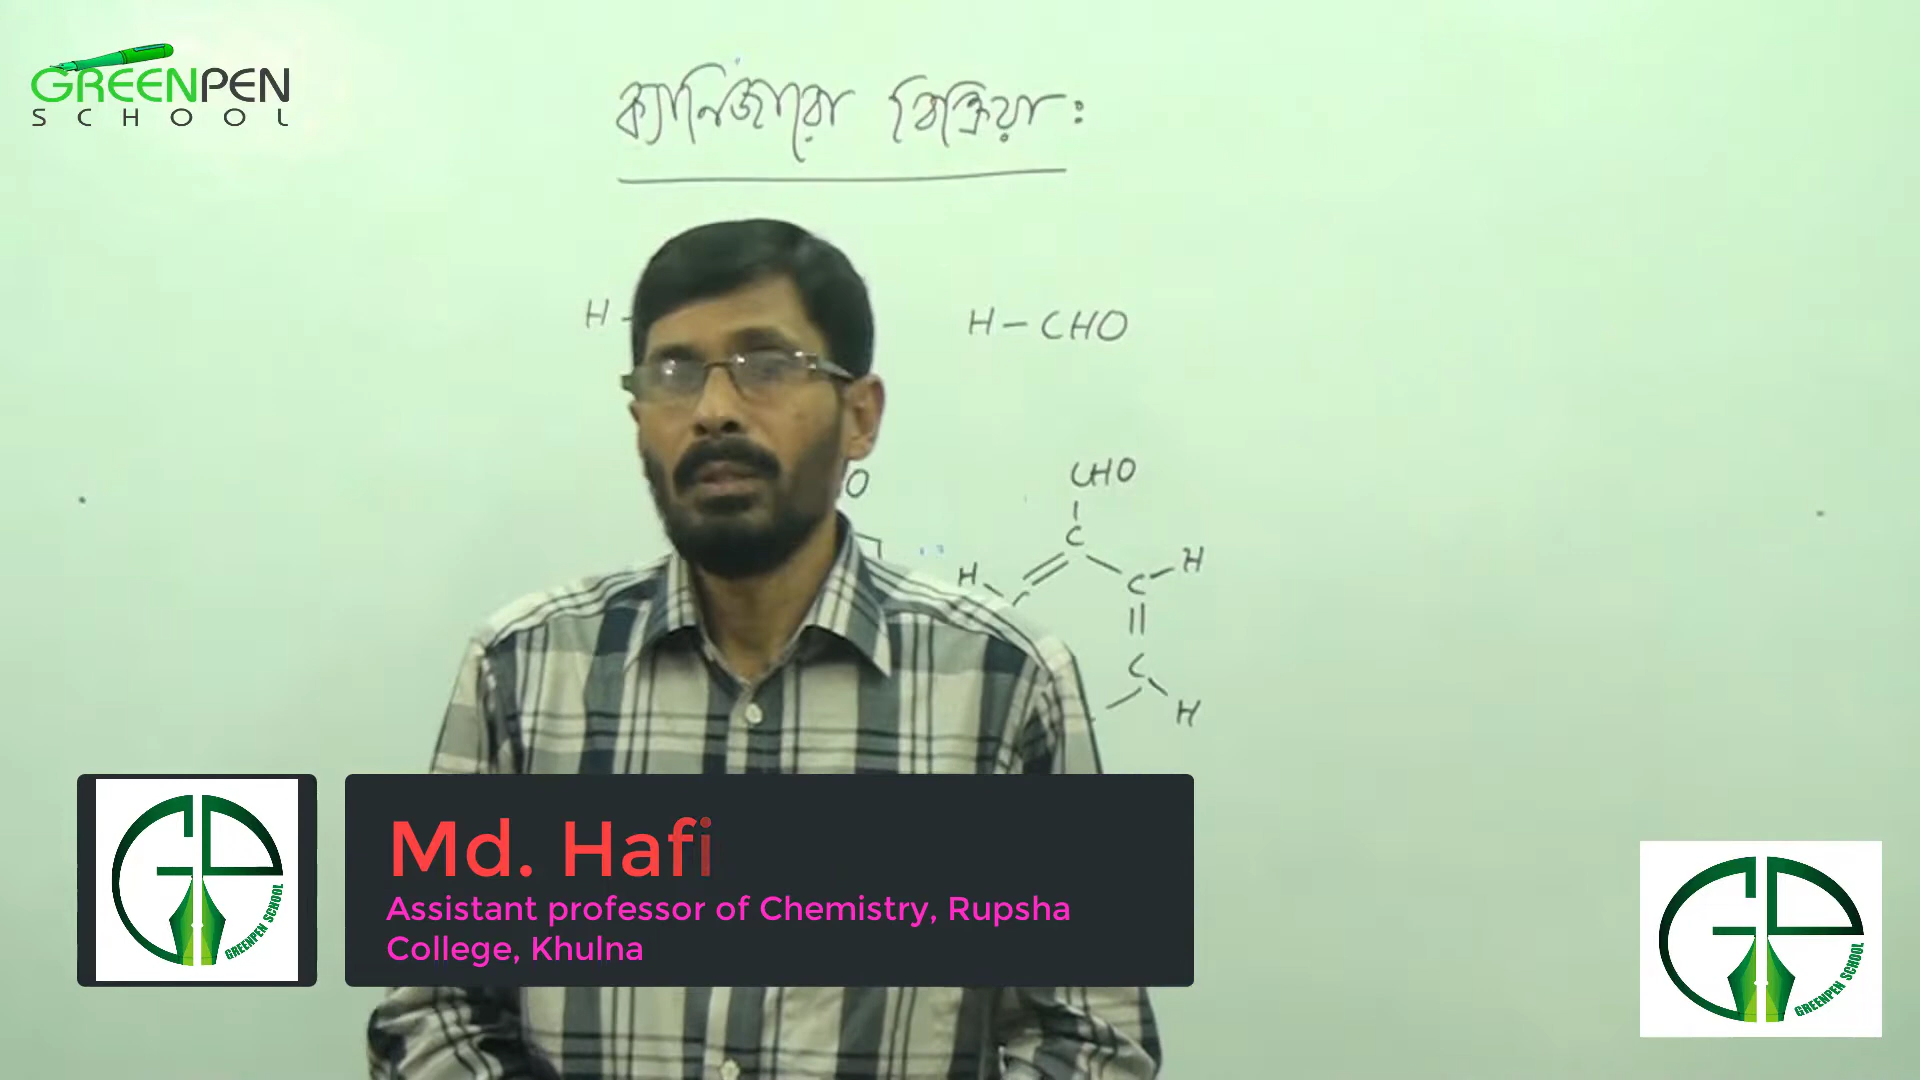 GREENPEN
SCHOOL
ক্যানিজারো বিক্রিয়া :
H -
H - CHO
O
CHO
C
H
C
H
C
H
Md. Hafi
Assistant professor of Chemistry, Rupsha
College, Khulna
GREENPEN SCHOOL
GREENPEN SCHOOL